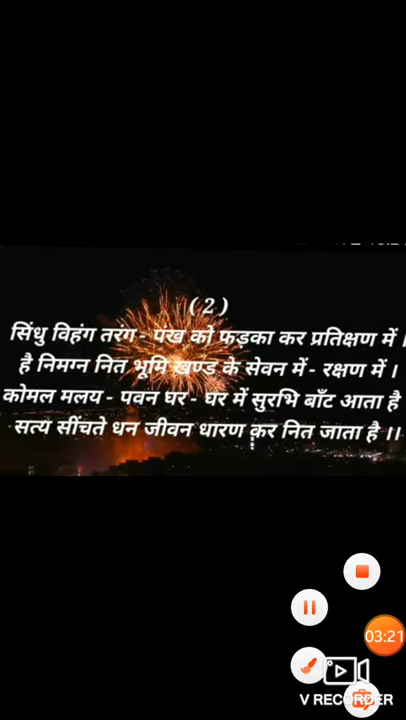 ( 2 )
सिंधु विहंग तरंग - पंख को फड़का कर प्रतिक्षण में ।
है निमग्न नित भूमि खण्ड के सेवन में - रक्षण में ।
कोमल मलय - पवन घर - घर में सुरभि बाँट आता है
सत्य सींचते धन जीवन धारण कर नित जाता है ।।
03:21
V RECORDER